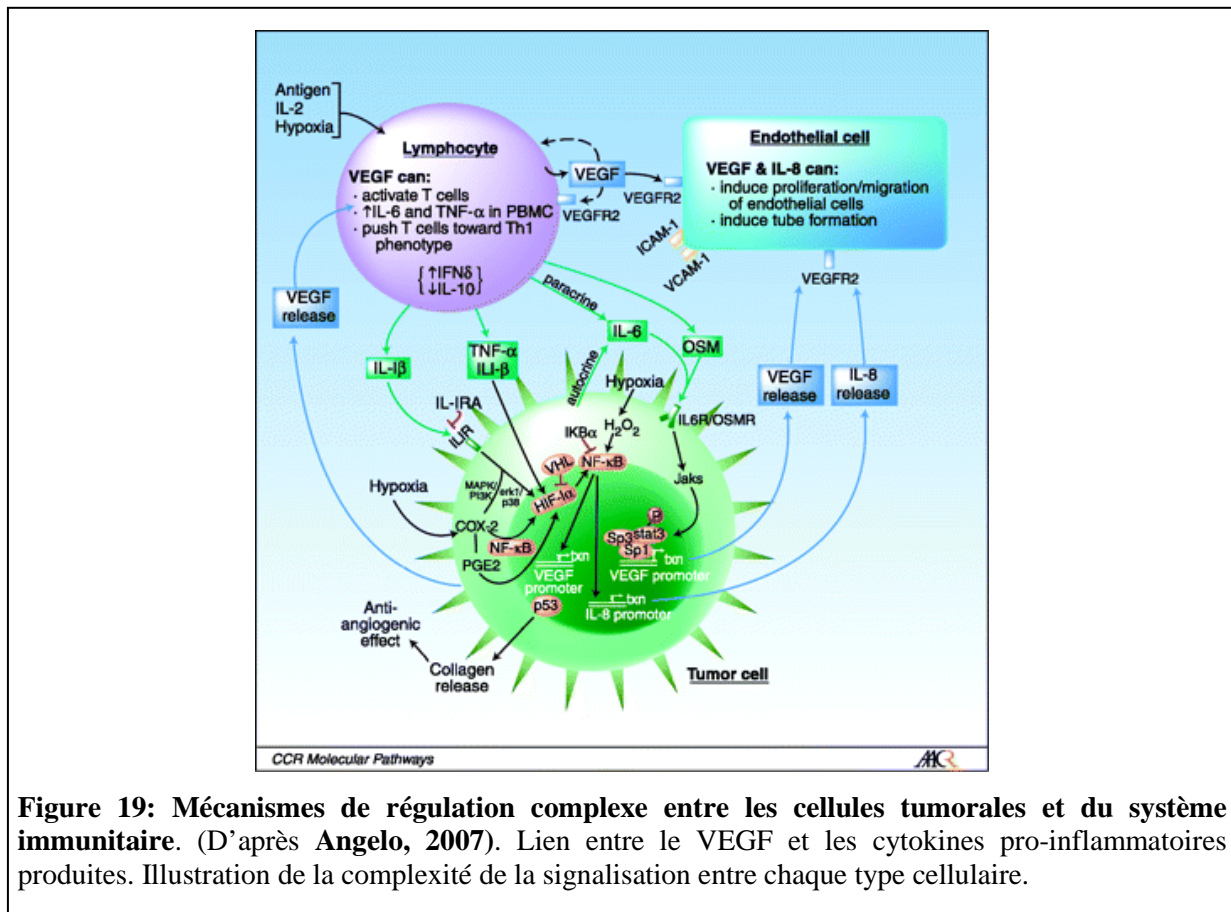 Antigen
IL-2
Hypoxia
Lymphocyte
VEGF can:
· activate T cells
· ↑IL-6 and TNF-α in PBMC
· push T cells toward Th1
phenotype
{↑IFNδ
↓IL-10}
VEGF
VEGFR2
VEGFR2
Endothelial cell
VEGF & IL-8 can:
· induce proliferation/migration
of endothelial cells
· induce tube formation
ICAM-1
VCAM-1
VEGFR2
VEGF
release
paracrine
IL-6
OSM
IL-Iβ
TNF-α
ILI-β
autocrine
VEGF
release
IL-8
release
IL-IRA
ILIR
Hypoxia
H2O2
IKBα
NF-κB
IL6R/OSMR
VHL
HIF-Iα
MAPK/
PI3K
erk1/
p38
Jaks
Hypoxia
COX-2
NF-κB
PGE2
P
Sp3
stat3
Sp1
txn
VEGF
promoter
txn
VEGF promoter
txn
IL-8 promoter
p53
Anti-
angiogenic
effect
Collagen
release
Tumor cell
CCR Molecular Pathways
AACR
Figure 19: Mécanismes de régulation complexe entre les cellules tumorales et du système
immunitaire. (D’après Angelo, 2007). Lien entre le VEGF et les cytokines pro-inflammatoires
produites. Illustration de la complexité de la signalisation entre chaque type cellulaire.